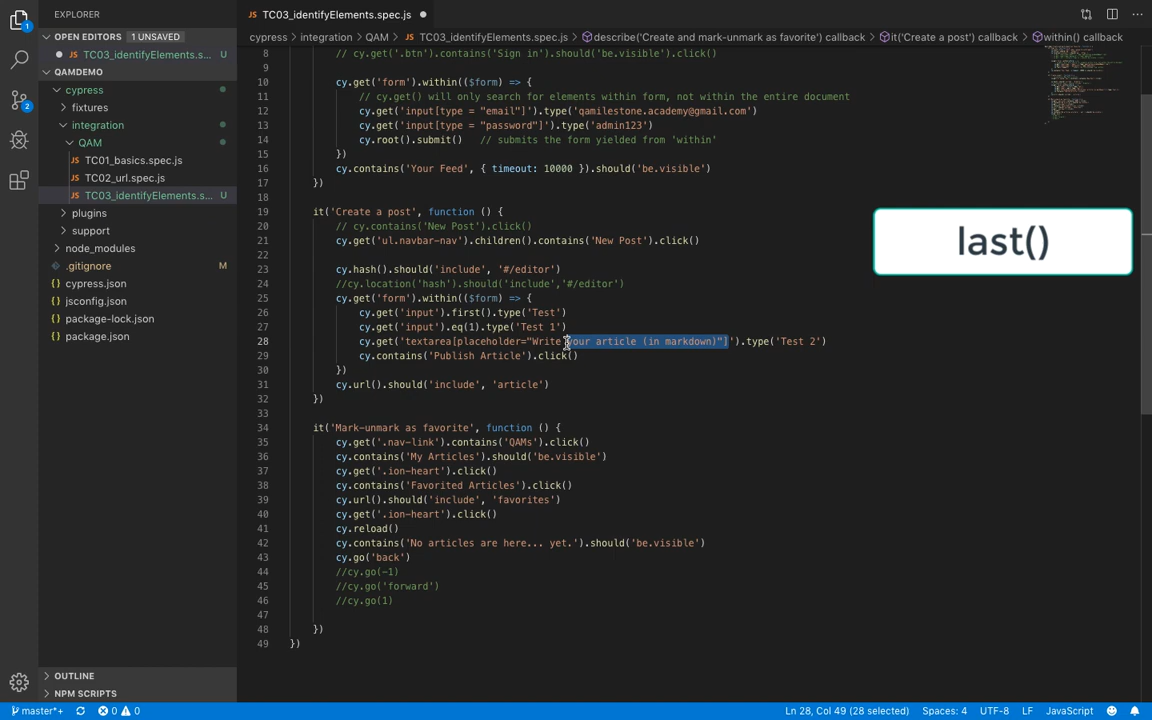 EXPLORER
OPEN EDITORS 1 UNSAVED
JS TC03_identifyElements.s...  U
QAMDEMO
cypress
fixtures
integration
QAM
JS TC01_basics.spec.js
JS TC02_url.spec.js
JS TC03_identifyElements.s...  U
plugins
support
node_modules
.gitignore
cypress.json
jsconfig.json
package-lock.json
package.json
OUTLINE
NPM SCRIPTS
1
2
JS TC03_identifyElements.spec.js
cypress > integration > QAM > JS TC03_identifyElements.spec.js > describe('Create and mark-unmark as favorite') callback > it('Create a post') callback > within() callback
8 // cy.get('.btn').contains('Sign in').should('be.visible').click()
9
10 cy.get('form').within(($form) => {
11 // cy.get() will only search for elements within form, not within the entire document
12 cy.get('input[type = "email"]').type('qamilestone.academy@gmail.com')
13 cy.get('input[type = "password"]').type('admin123')
14 cy.root().submit()   // submits the form yielded from 'within'
15 })
16 cy.contains('Your Feed', { timeout: 10000 }).should('be.visible')
17 })
18
19 it('Create a post', function () {
20 // cy.contains('New Post').click()
21 cy.get('ul.navbar-nav').children().contains('New Post').click()
22
23 cy.hash().should('include', '#/editor')
24 //cy.location('hash').should('include','#/editor')
25 cy.get('form').within(($form) => {
26 cy.get('input').first().type('Test')
27 cy.get('input').eq(1).type('Test 1')
28 cy.get('textarea[placeholder="Write your article (in markdown)"]').type('Test 2')
29 cy.contains('Publish Article').click()
30 })
31 cy.url().should('include', 'article')
32 })
33
34 it('Mark-unmark as favorite', function () {
35 cy.get('.nav-link').contains('QAMs').click()
36 cy.contains('My Articles').should('be.visible')
37 cy.get('.ion-heart').click()
38 cy.contains('Favorited Articles').click()
39 cy.url().should('include', 'favorites')
40 cy.get('.ion-heart').click()
41 cy.reload()
42 cy.contains('No articles are here... yet.').should('be.visible')
43 cy.go('back')
44 //cy.go(-1)
45 //cy.go('forward')
46 //cy.go(1)
47
48 })
49 })
last()
master*+ 0 0 Ln 28, Col 49 (28 selected) Spaces: 4 UTF-8 LF JavaScript